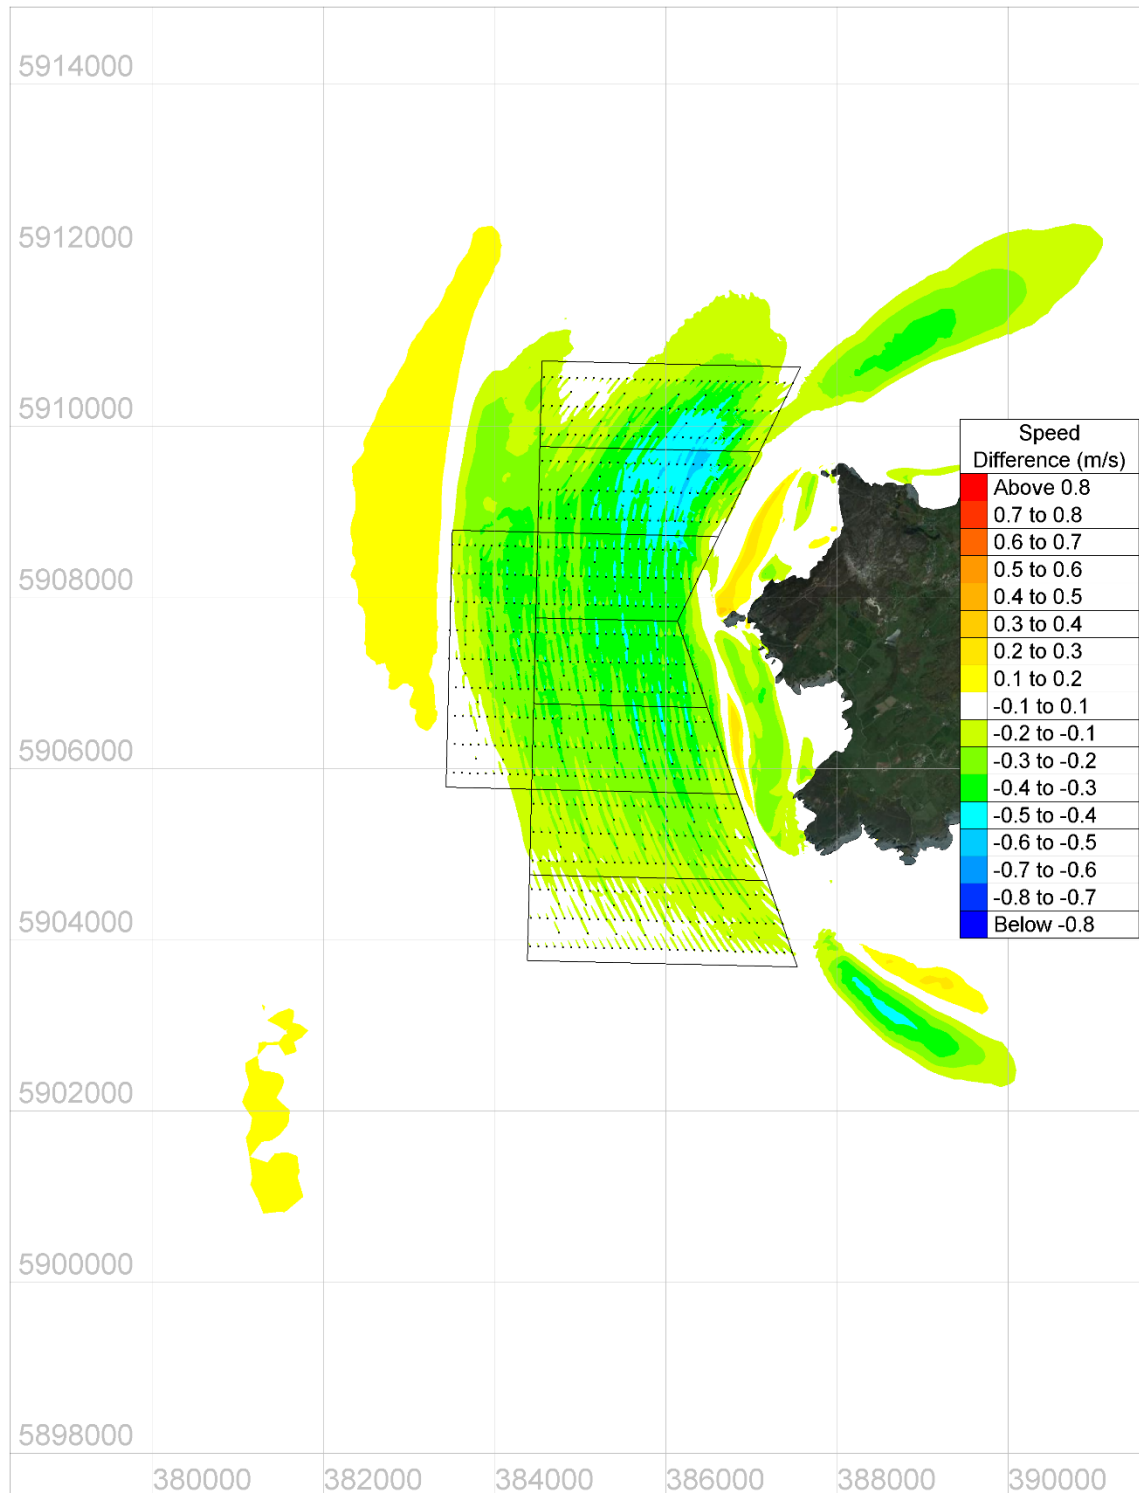 5914000
5912000
5910000
5908000
5906000
5904000
5902000
5900000
5898000
380000
382000
384000
386000
388000
390000
Speed
Difference (m/s)
Above 0.8
0.7 to 0.8
0.6 to 0.7
0.5 to 0.6
0.4 to 0.5
0.3 to 0.4
0.2 to 0.3
0.1 to 0.2
-0.1 to 0.1
-0.2 to -0.1
-0.3 to -0.2
-0.4 to -0.3
-0.5 to -0.4
-0.6 to -0.5
-0.7 to -0.6
-0.8 to -0.7
Below -0.8